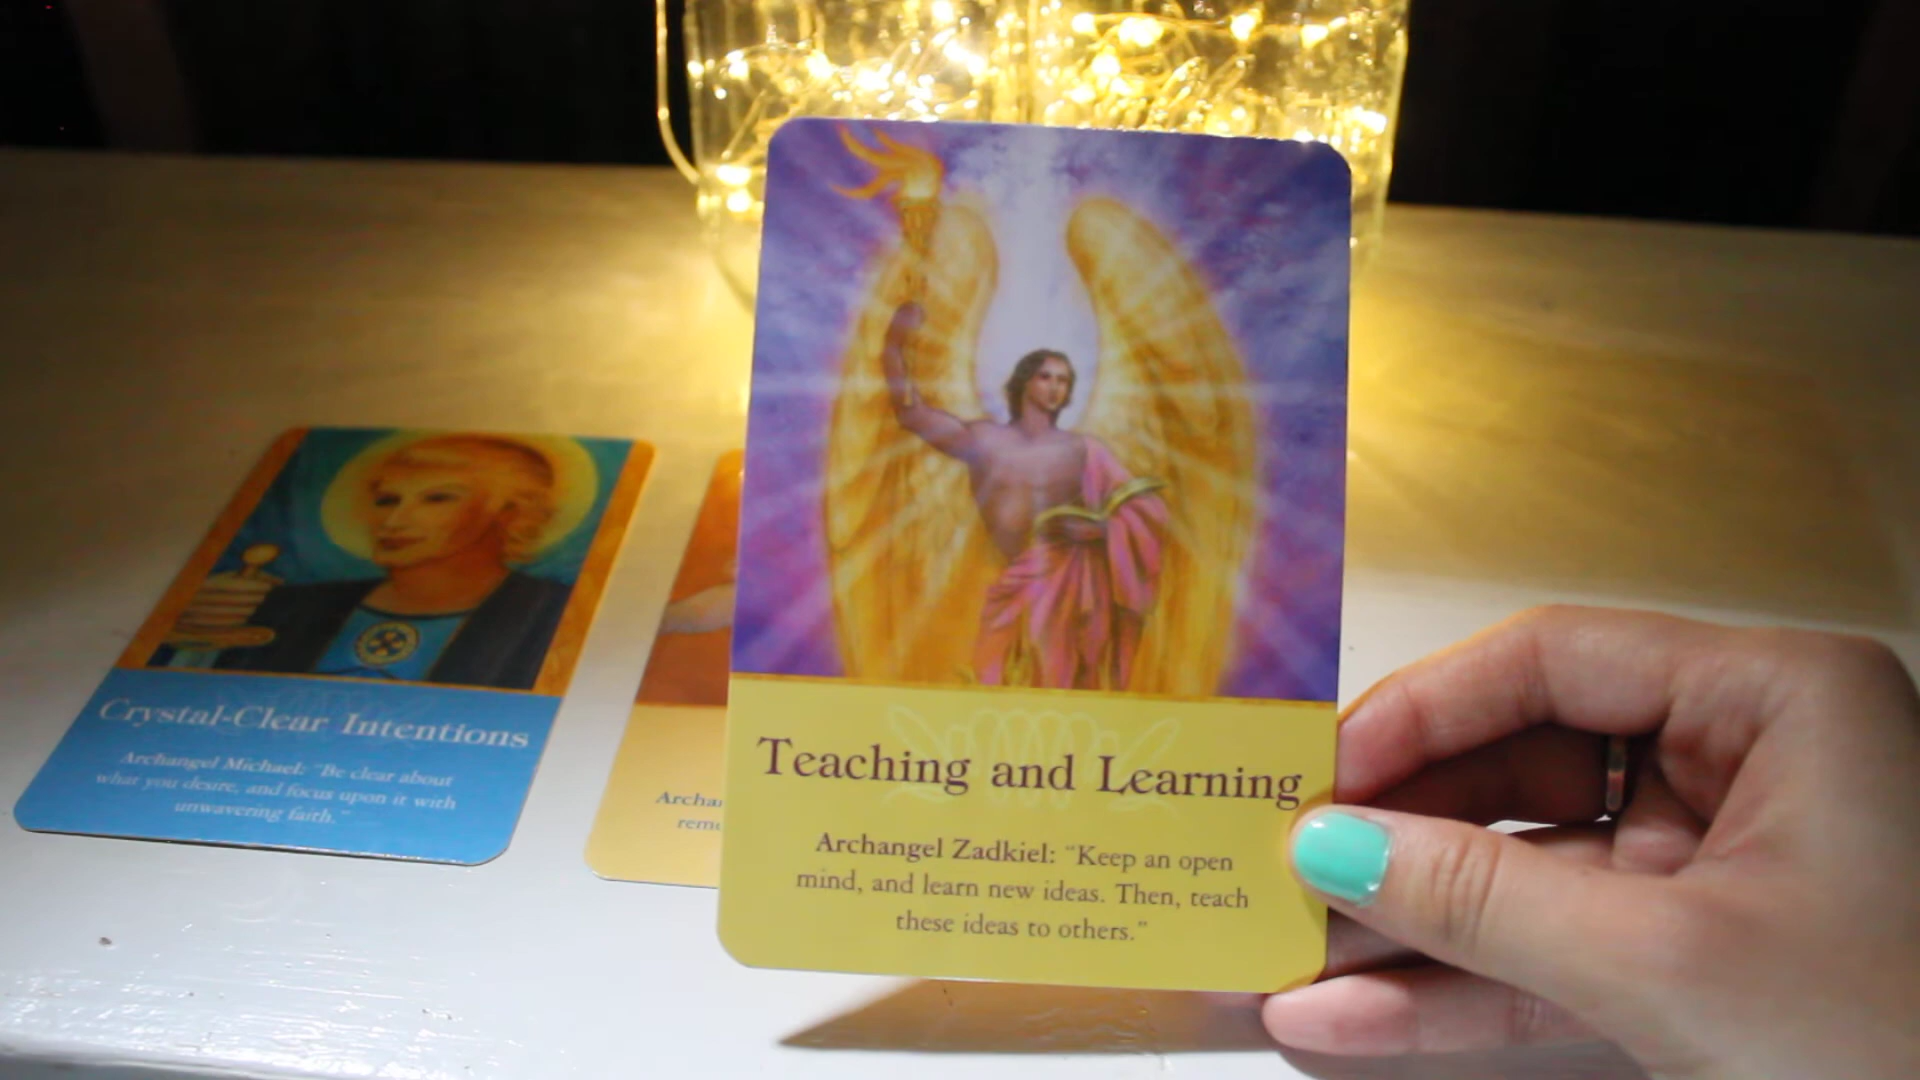 Crystal-Clear Intentions
Archangel Michael: "Be clear about
what you desire, and focus upon it with
unwavering faith."
Teaching and Learning
Archangel Zadkiel: "Keep an open
mind, and learn new ideas. Then, teach
these ideas to others."